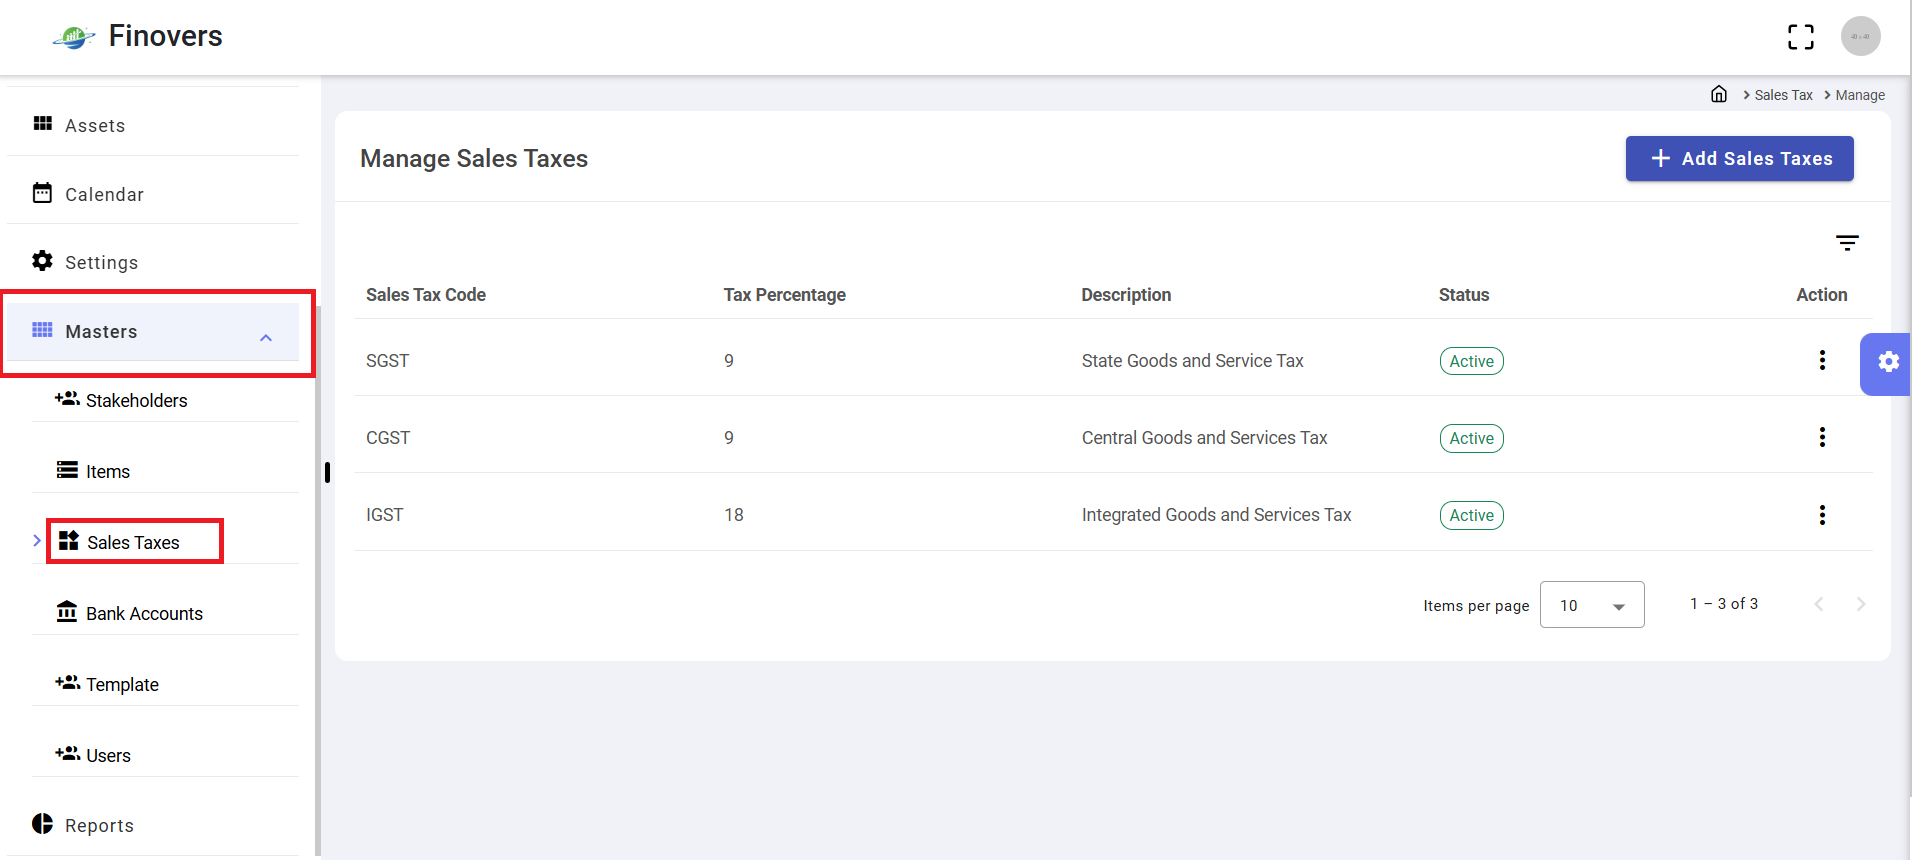 Finovers
40 x 40
Sales Tax Manage
Assets
Calendar
Settings
Masters
Stakeholders
Items
Sales Taxes
Bank Accounts
Template
Users
Reports
Manage Sales Taxes
Add Sales Taxes
Sales Tax Code Tax Percentage Description Status Action
SGST 9 State Goods and Service Tax Active
CGST 9 Central Goods and Services Tax Active
IGST 18 Integrated Goods and Services Tax Active
Items per page 10 1 – 3 of 3